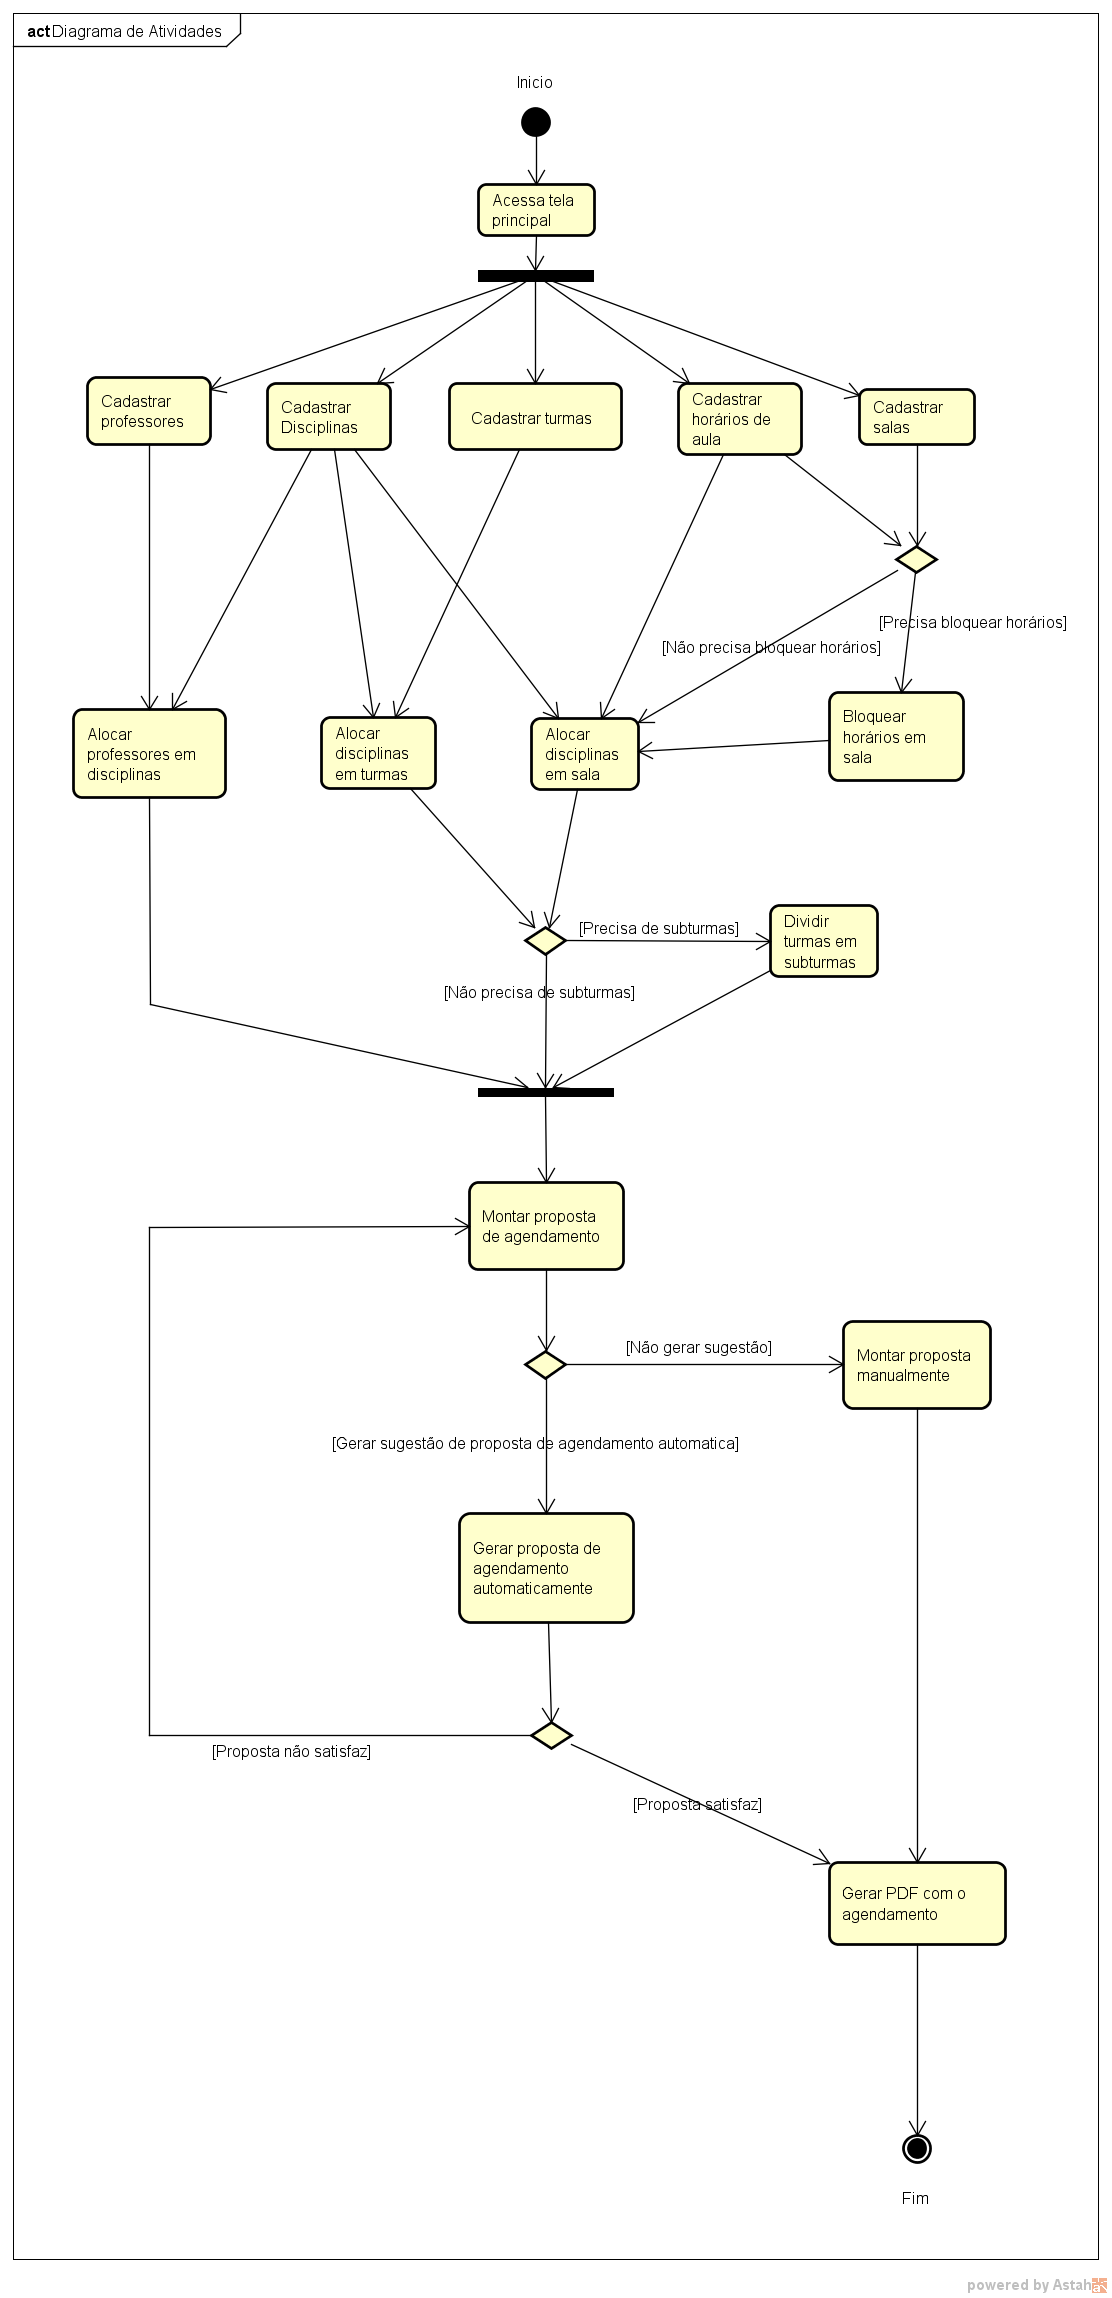 act Diagrama de Atividades
Inicio
Acessa tela
principal
Cadastrar
professores
Cadastrar
Disciplinas
Cadastrar turmas
Cadastrar
horários de
aula
Cadastrar
salas
[Precisa bloquear horários]
[Não precisa bloquear horários]
Alocar
professores em
disciplinas
Alocar
disciplinas
em turmas
Alocar
disciplinas
em sala
Bloquear
horários em
sala
[Precisa de subturmas]
Dividir
turmas em
subturmas
[Não precisa de subturmas]
Montar proposta
de agendamento
[Não gerar sugestão]
Montar proposta
manualmente
[Gerar sugestão de proposta de agendamento automatica]
Gerar proposta de
agendamento
automaticamente
[Proposta não satisfaz]
[Proposta satisfaz]
Gerar PDF com o
agendamento
Fim
powered by Astah